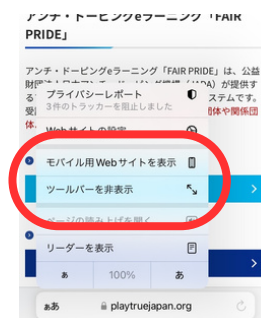 アンチ・ドーピングeラーニング「FAIR
PRIDE」
アンチ・ドーピングeラーニング「FAIR PRIDE」は、公益
プライバシーレポート
3件のトラッカーを阻止しました
Webサイトの設定
モバイル用Webサイトを表示
ツールバーを非表示
ページの読み上げを開く
リーダーを表示
あ 100% あ
ぁあ playtruejapan.org